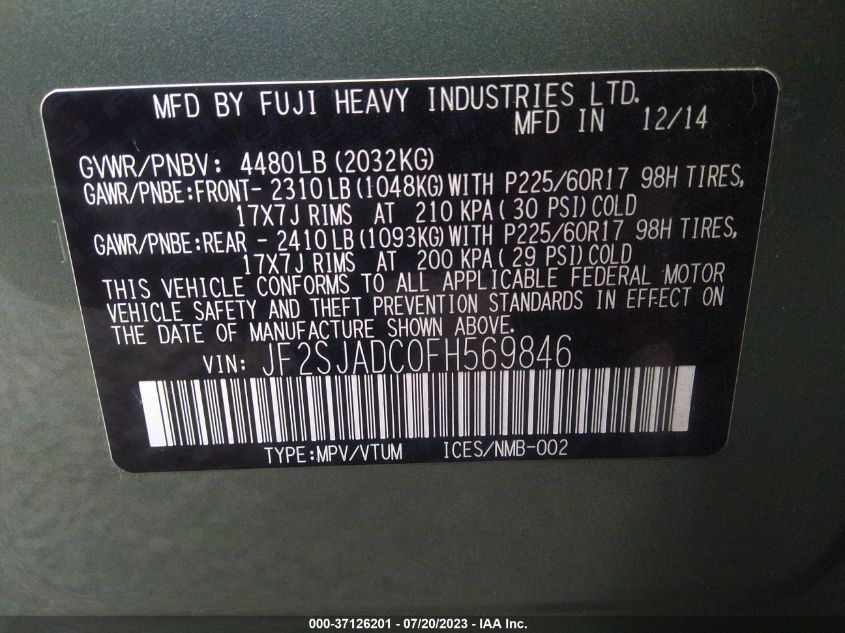 MFD BY FUJI HEAVY INDUSTRIES LTD.
MFD IN 12/14
GVWR/PNBV: 4480LB (2032KG)
GAWR/PNBE:FRONT- 2310LB (1048KG) WITH P225/60R17 98H TIRES,
17X7J RIMS AT 210 KPA (30 PSI) COLD
GAWR/PNBE:REAR - 2410LB (1093KG) WITH P225/60R17 98H TIRES,
17X7J RIMS AT 200 KPA (29 PSI) COLD
THIS VEHICLE CONFORMS TO ALL APPLICABLE FEDERAL MOTOR
VEHICLE SAFETY AND THEFT PREVENTION STANDARDS IN EFFECT ON
THE DATE OF MANUFACTURE SHOWN ABOVE.
VIN: JF2SJADC0FH569846
TYPE:MPV/VTUM ICES/NMB-002
000-37126201 - 07/20/2023 - IAA Inc.